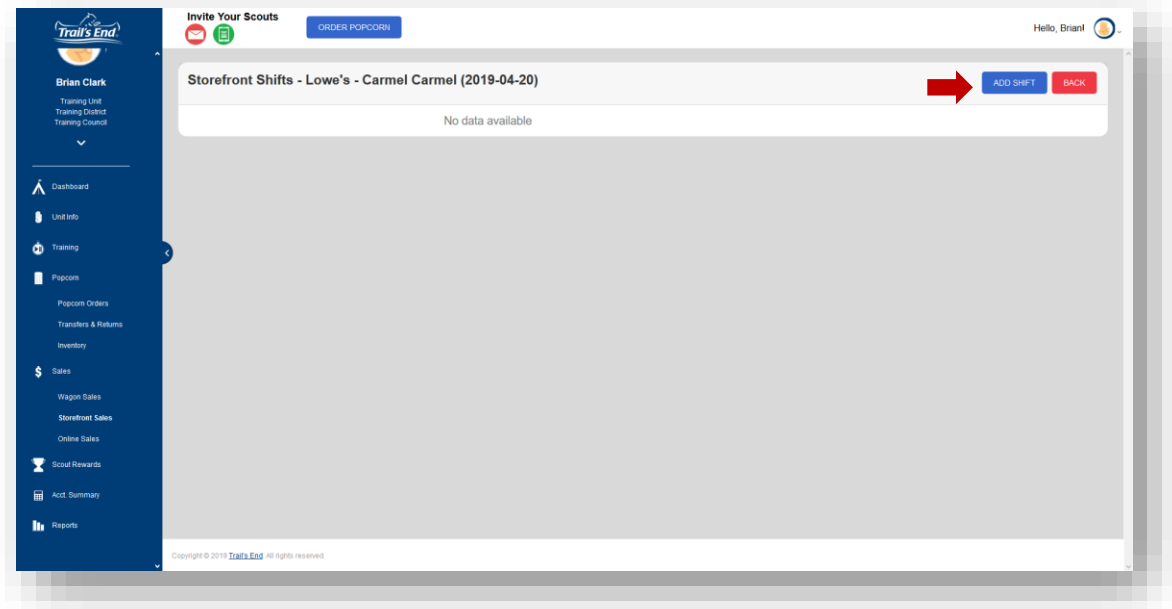 Trail's End
Brian Clark
Training Unit
Training District
Training Council
Dashboard
Unit Info
Training
Popcorn
Popcorn Orders
Transfers & Returns
Inventory
Sales
Wagon Sales
Storefront Sales
Online Sales
Scout Rewards
Acct. Summary
Reports
Invite Your Scouts
ORDER POPCORN
Hello, Brian!
Storefront Shifts - Lowe's - Carmel Carmel (2019-04-20)
ADD SHIFT
BACK
No data available
Copyright © 2019 Trail's End. All rights reserved.